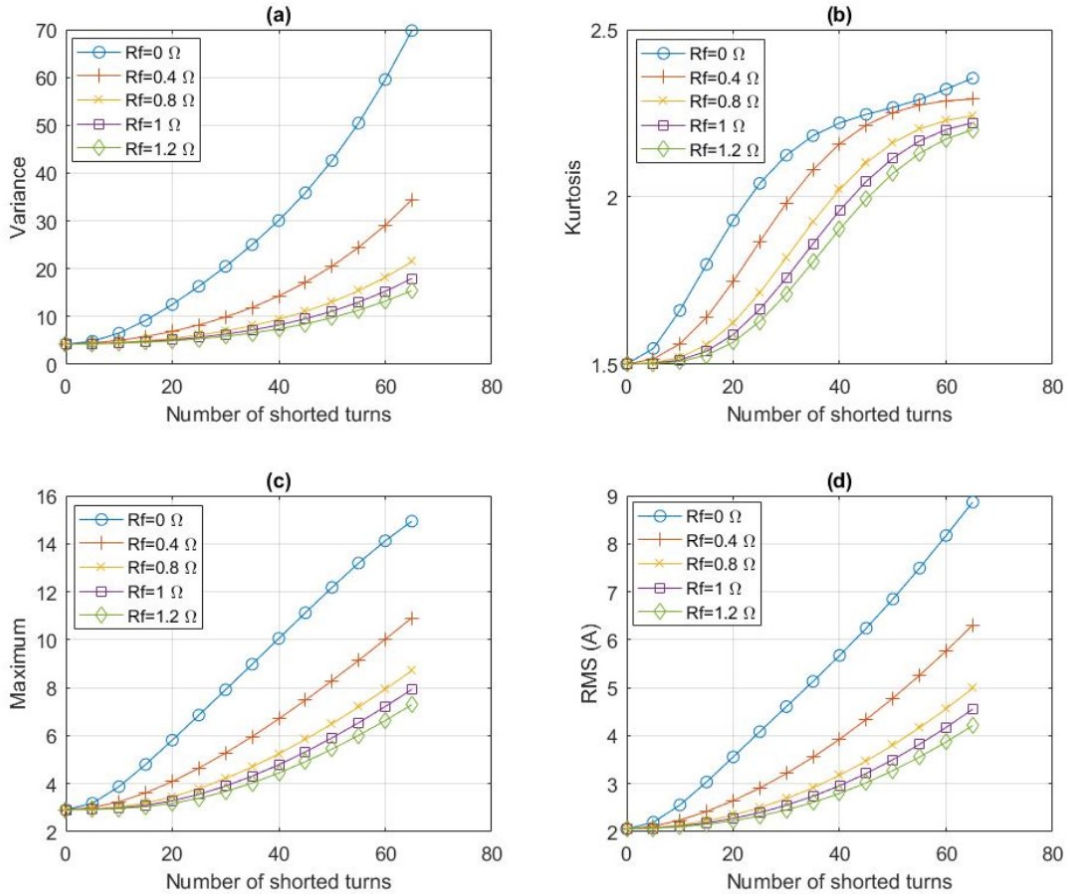 (a)
70
60
50
40
30
20
10
0
Variance
Rf=0 Ω
Rf=0.4 Ω
Rf=0.8 Ω
Rf=1 Ω
Rf=1.2 Ω
0 20 40 60 80
Number of shorted turns
(b)
2.5
2
1.5
Kurtosis
Rf=0 Ω
Rf=0.4 Ω
Rf=0.8 Ω
Rf=1 Ω
Rf=1.2 Ω
0 20 40 60 80
Number of shorted turns
(c)
16
14
12
10
8
6
4
2
Maximum
Rf=0 Ω
Rf=0.4 Ω
Rf=0.8 Ω
Rf=1 Ω
Rf=1.2 Ω
0 20 40 60 80
Number of shorted turns
(d)
9
8
7
6
5
4
3
2
RMS (A)
Rf=0 Ω
Rf=0.4 Ω
Rf=0.8 Ω
Rf=1 Ω
Rf=1.2 Ω
0 20 40 60 80
Number of shorted turns